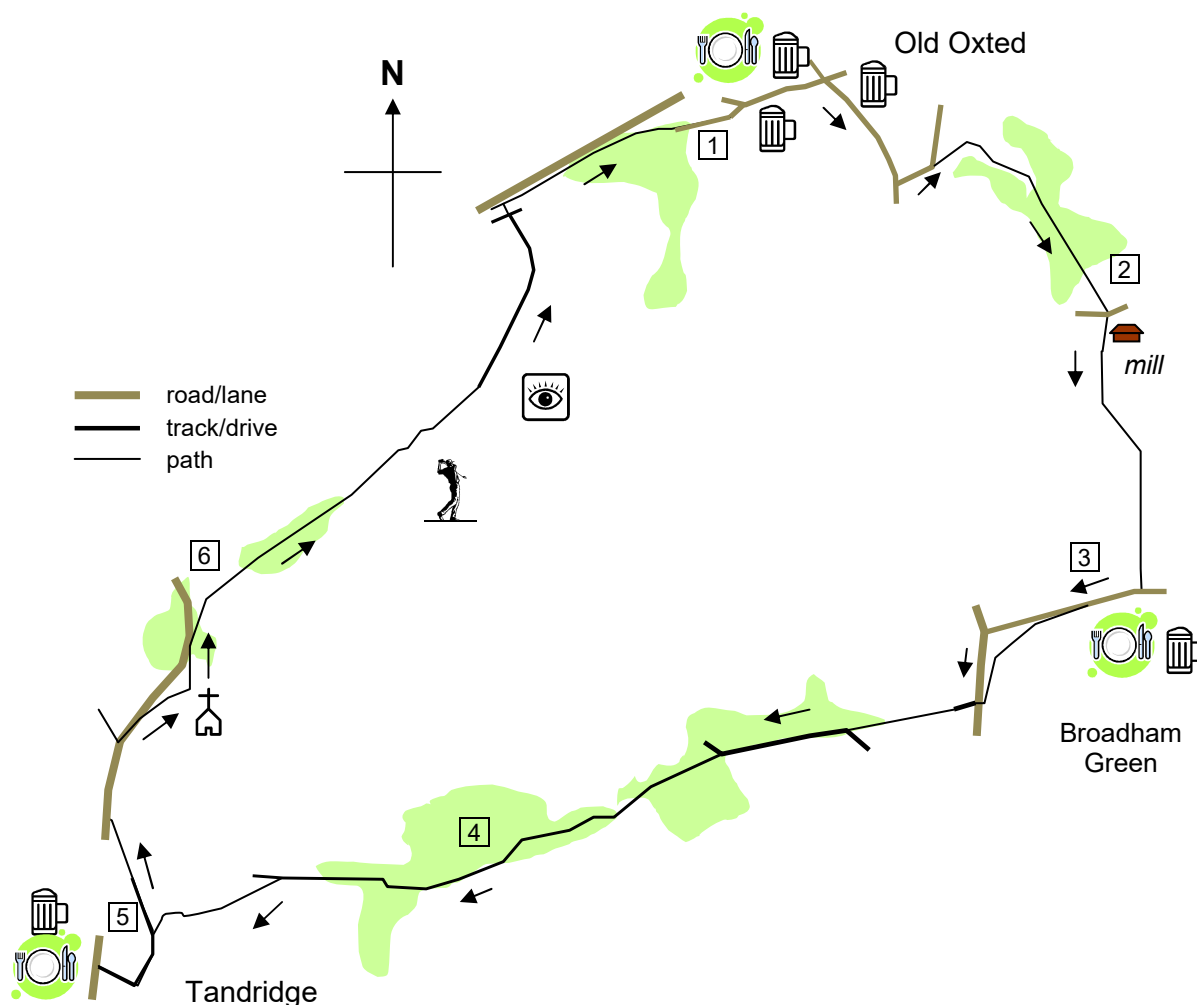 Old Oxted
N
1
2
mill
road/lane
track/drive
path
6
3
Broadham
Green
4
5
Tandridge